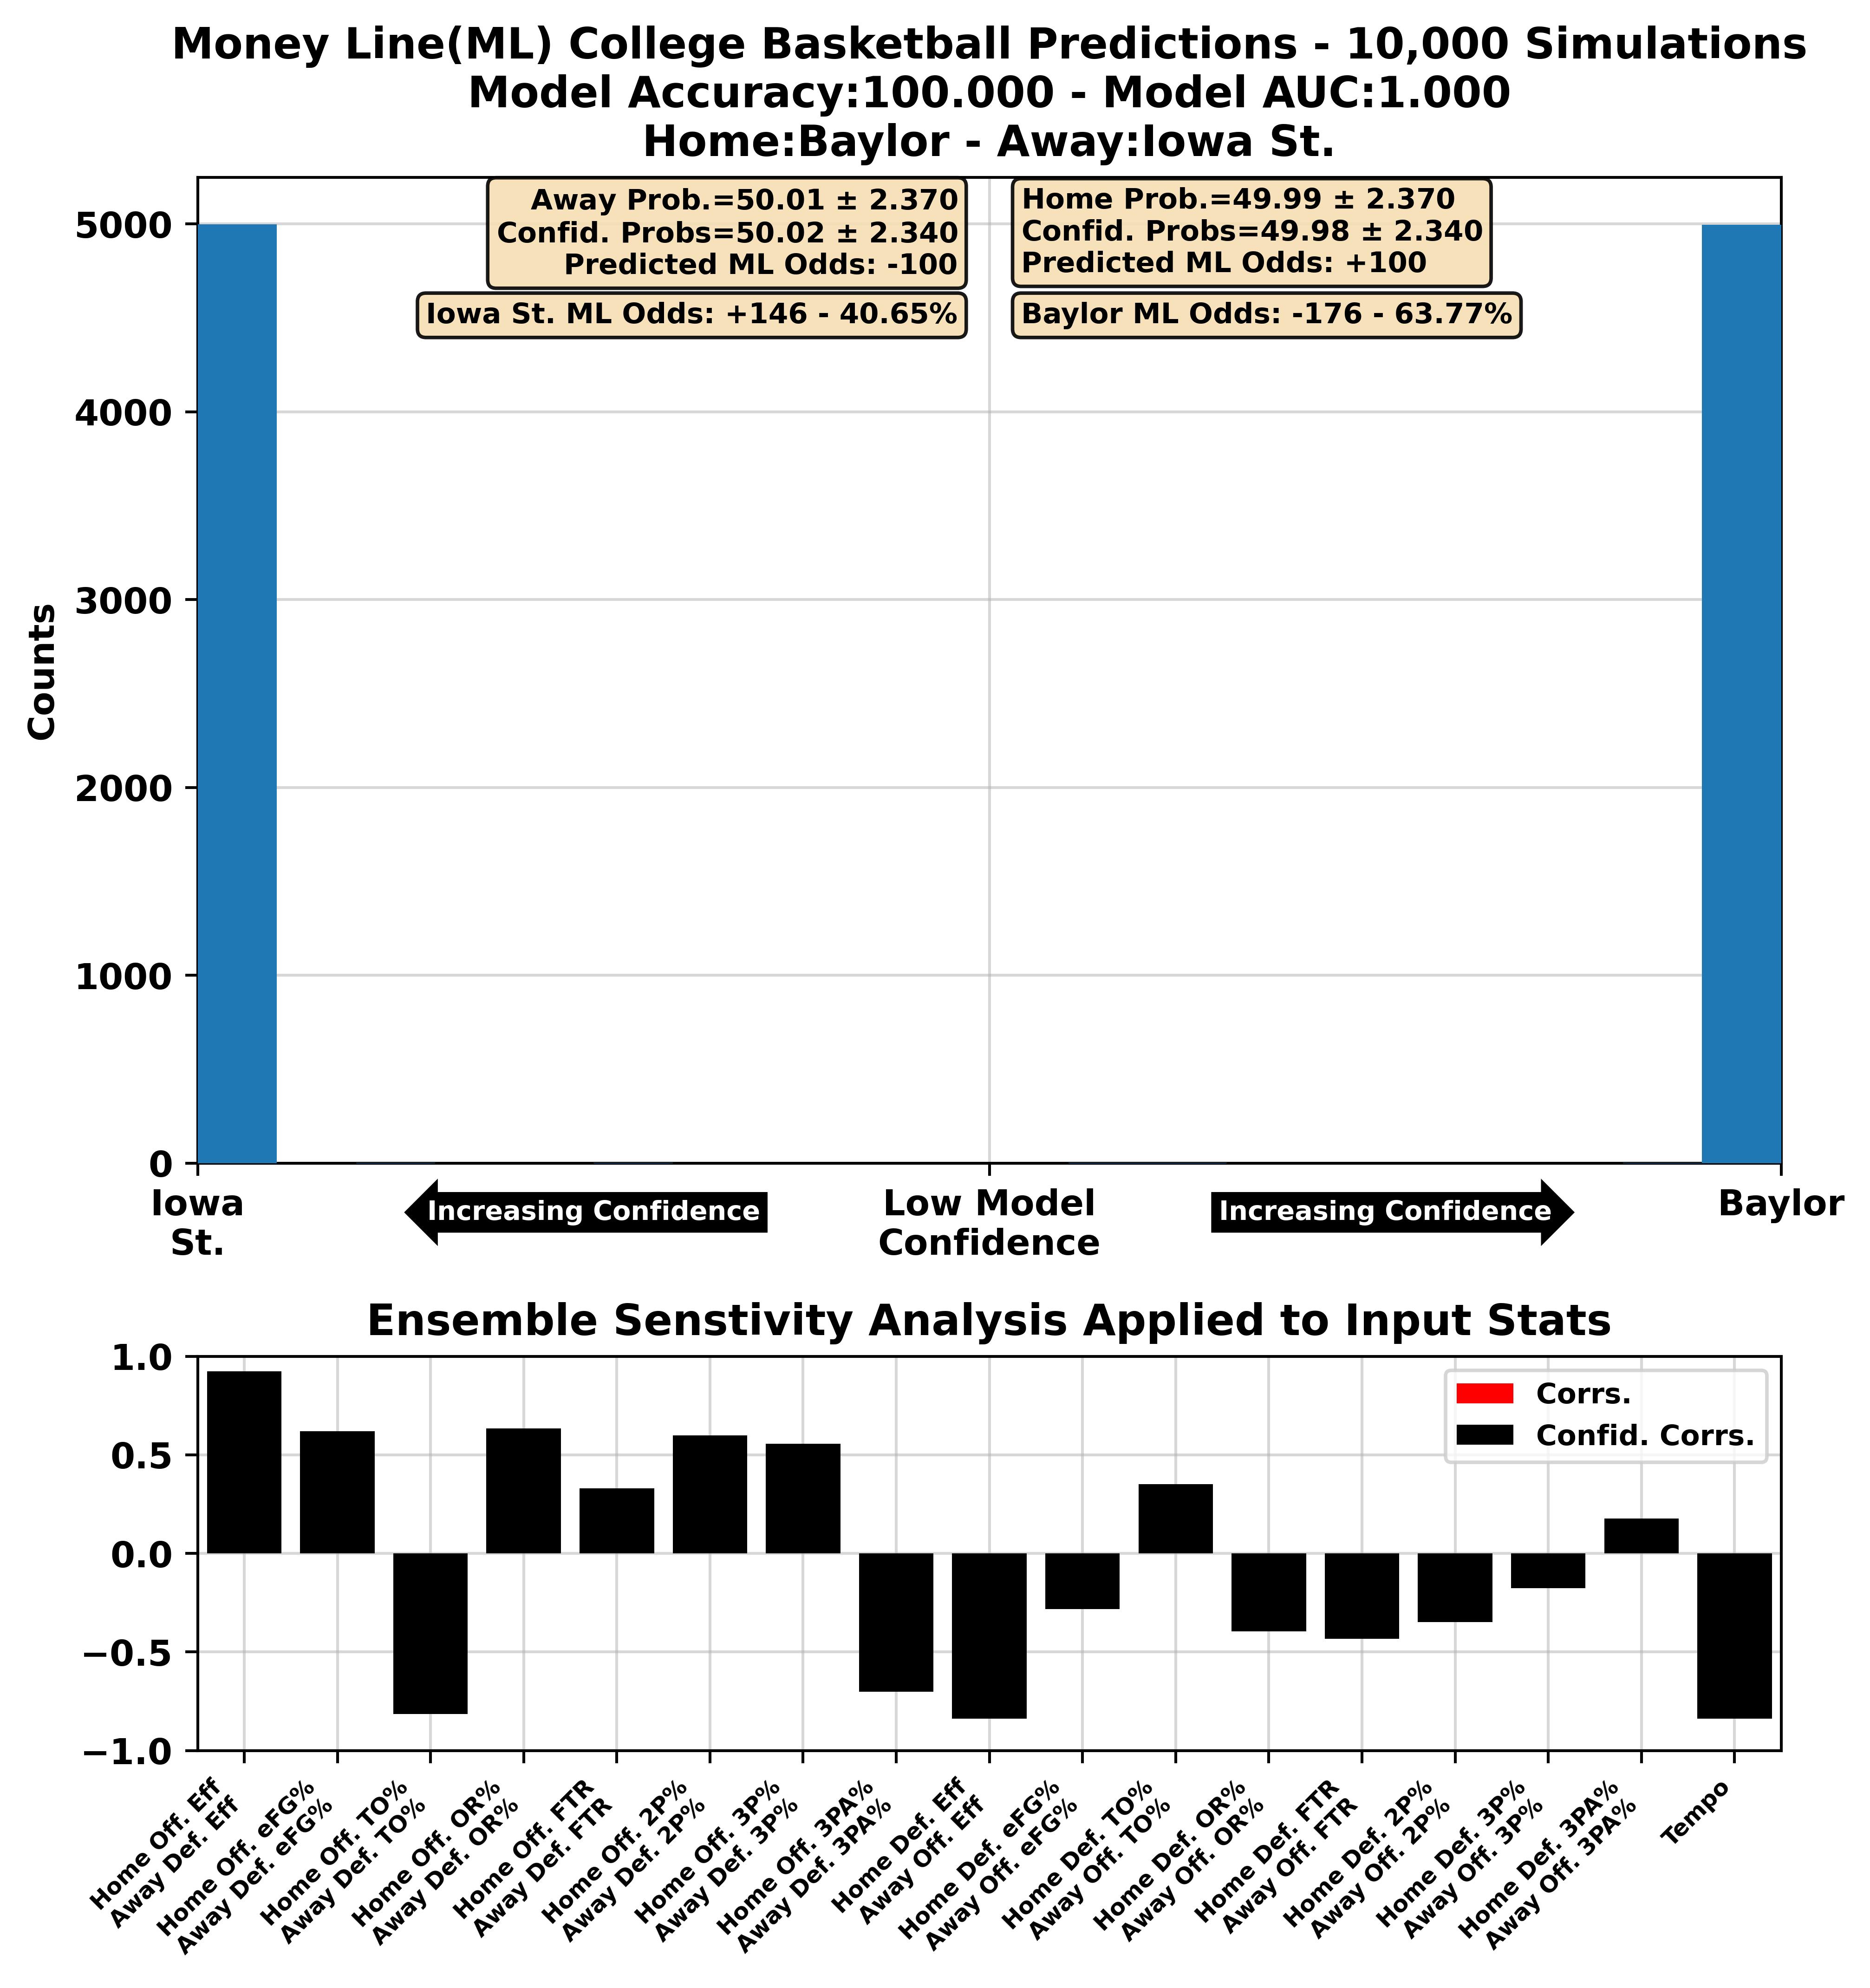 Money Line(ML) College Basketball Predictions - 10,000 Simulations
Model Accuracy:100.000 - Model AUC:1.000
Home:Baylor - Away:Iowa St.
Away Prob.=50.01 ± 2.370
Confid. Probs=50.02 ± 2.340
Predicted ML Odds: -100
Iowa St. ML Odds: +146 - 40.65%
Home Prob.=49.99 ± 2.370
Confid. Probs=49.98 ± 2.340
Predicted ML Odds: +100
Baylor ML Odds: -176 - 63.77%
Counts
5000
4000
3000
2000
1000
0
Iowa
St.
Increasing Confidence
Low Model
Confidence
Increasing Confidence
Baylor
Ensemble Senstivity Analysis Applied to Input Stats
Corrs.
Confid. Corrs.
1.0
0.5
0.0
−0.5
−1.0
Home Off. Eff
Away Def. Eff
Home Off. eFG%
Away Def. eFG%
Home Off. TO%
Away Def. TO%
Home Off. OR%
Away Def. OR%
Home Off. FTR
Away Def. FTR
Home Off. 2P%
Away Def. 2P%
Home Off. 3P%
Away Def. 3P%
Home Off. 3PA%
Away Def. 3PA%
Home Def. Eff
Away Off. Eff
Home Def. eFG%
Away Off. eFG%
Home Def. TO%
Away Off. TO%
Home Def. OR%
Away Off. OR%
Home Def. FTR
Away Off. FTR
Home Def. 2P%
Away Off. 2P%
Home Def. 3P%
Away Off. 3P%
Home Def. 3PA%
Away Off. 3PA%
Tempo